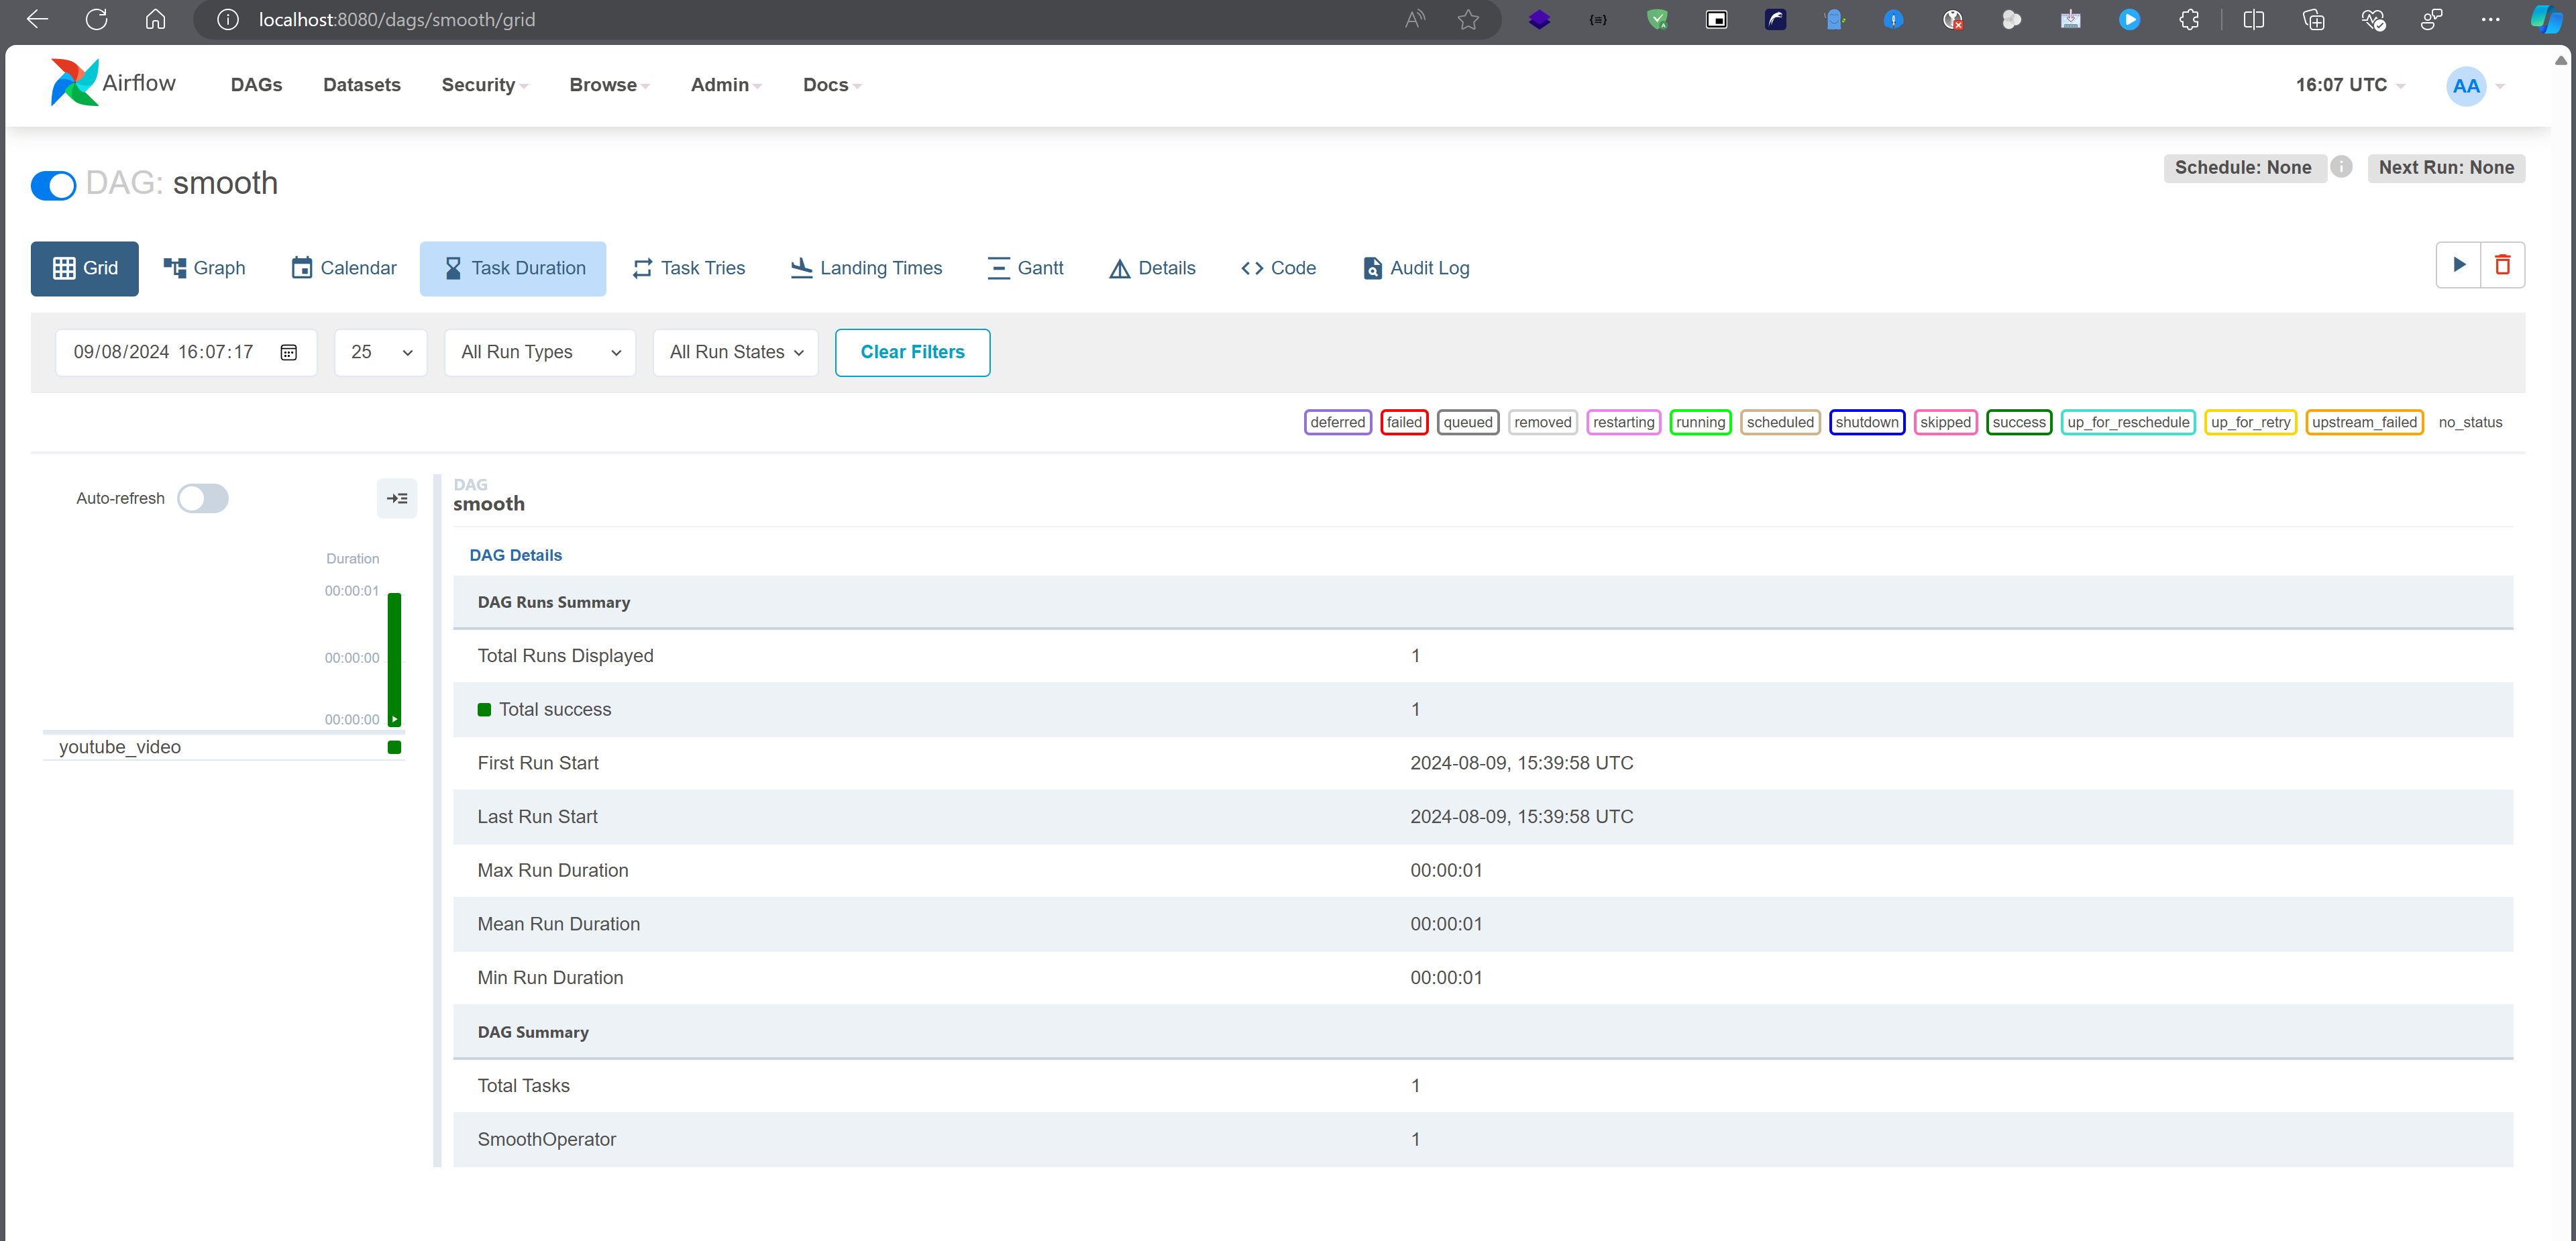 localhost:8080/dags/smooth/grid
Airflow DAGs Datasets Security Browse Admin Docs 16:07 UTC AA
DAG: smooth Schedule: None Next Run: None
Grid Graph Calendar Task Duration Task Tries Landing Times Gantt Details Code Audit Log
09/08/2024 16:07:17 25 All Run Types All Run States Clear Filters
deferred failed queued removed restarting running scheduled shutdown skipped success up_for_reschedule up_for_retry upstream_failed no_status
Auto-refresh
Duration
00:00:01
00:00:00
00:00:00
youtube_video
DAG
smooth
DAG Details
DAG Runs Summary
Total Runs Displayed 1
Total success 1
First Run Start 2024-08-09, 15:39:58 UTC
Last Run Start 2024-08-09, 15:39:58 UTC
Max Run Duration 00:00:01
Mean Run Duration 00:00:01
Min Run Duration 00:00:01
DAG Summary
Total Tasks 1
SmoothOperator 1